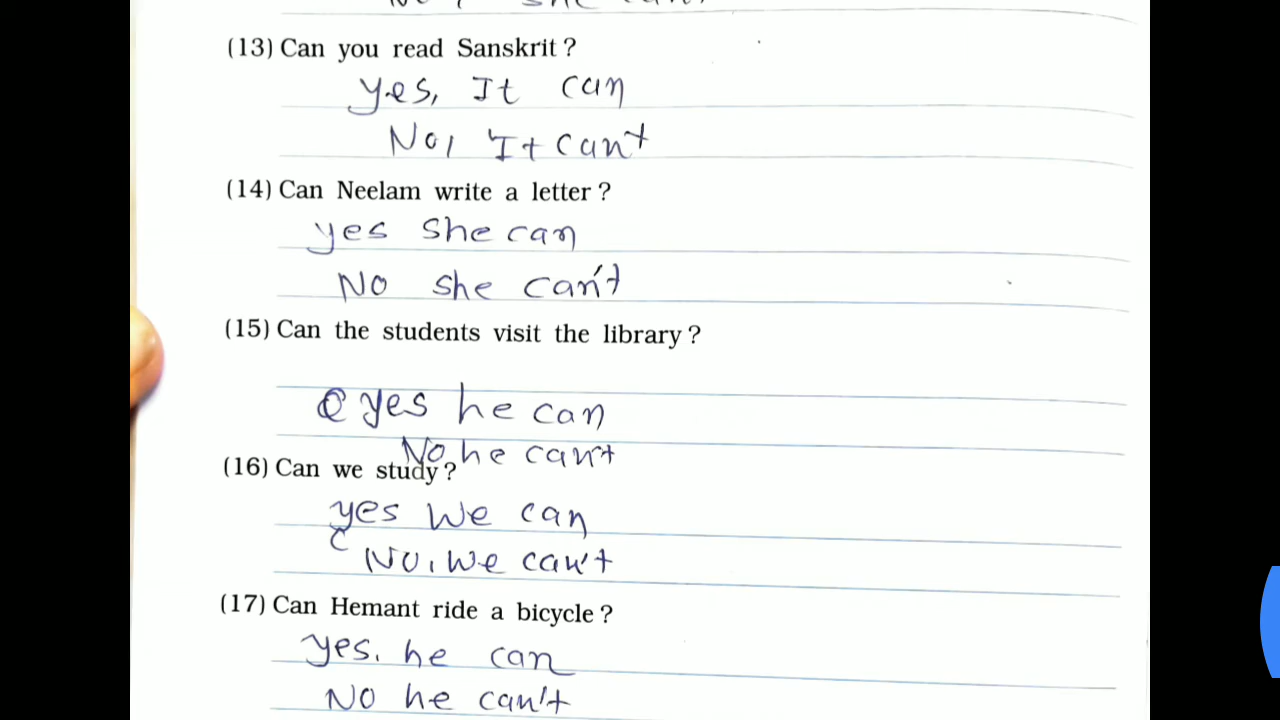 (13) Can you read Sanskrit ?
yes, It can
No, It can't
(14) Can Neelam write a letter ?
yes she can
No she can't
(15) Can the students visit the library ?
yes he can
No he can't
(16) Can we study ?
yes We can
No, we can't
(17) Can Hemant ride a bicycle ?
yes. he can
No he can't